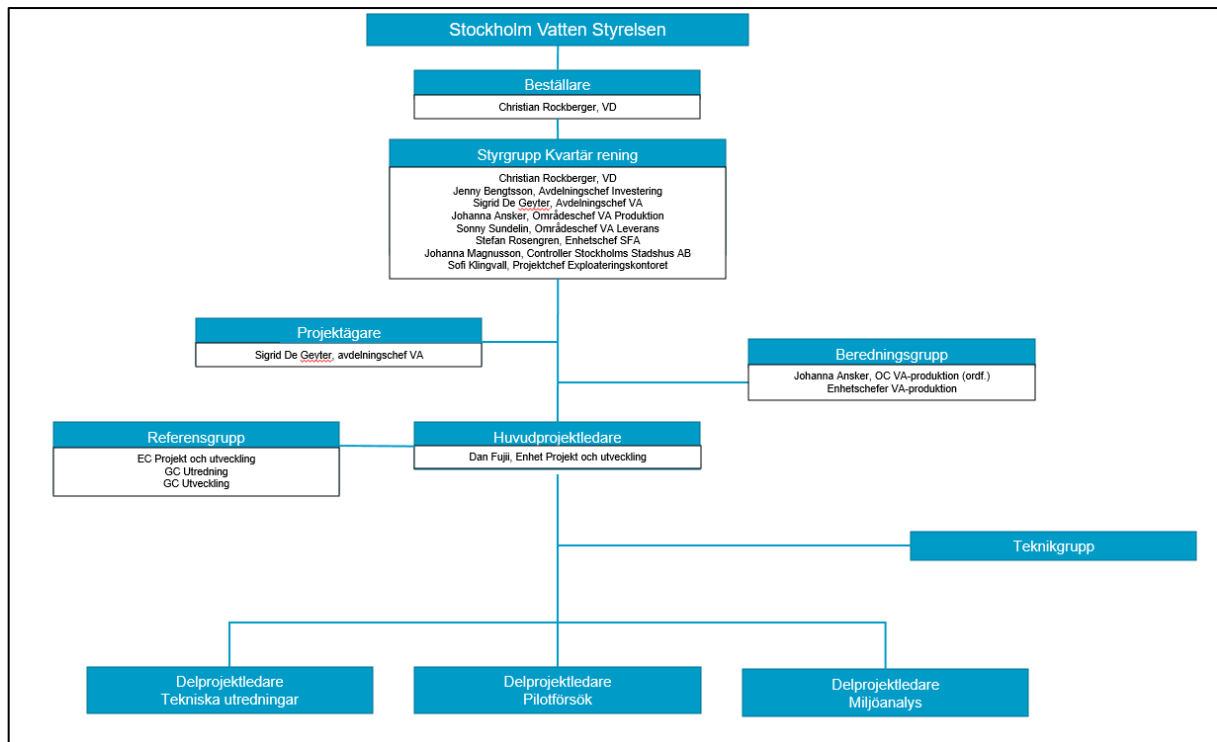 Stockholm Vatten Styrelsen
Beställare
Christian Rockberger, VD
Styrgrupp Kvartär rening
Christian Rockberger, VD
Jenny Bengtsson, Avdelningschef Investering
Sigrid De Geyter, Avdelningschef VA
Johanna Ansker, Områdeschef VA Produktion
Sonny Sundelin, Områdeschef VA Leverans
Stefan Rosengren, Enhetschef SFA
Johanna Magnusson, Controller Stockholms Stadshus AB
Sofi Klingvall, Projektchef Exploateringskontoret
Projektägare
Sigrid De Geyter, avdelningschef VA
Beredningsgrupp
Johanna Ansker, OC VA-produktion (ordf.)
Enhetschefer VA-produktion
Referensgrupp
EC Projekt och utveckling
GC Utredning
GC Utveckling
Huvudprojektledare
Dan Fujii, Enhet Projekt och utveckling
Teknikgrupp
Delprojektledare
Tekniska utredningar
Delprojektledare
Pilotförsök
Delprojektledare
Miljöanalys